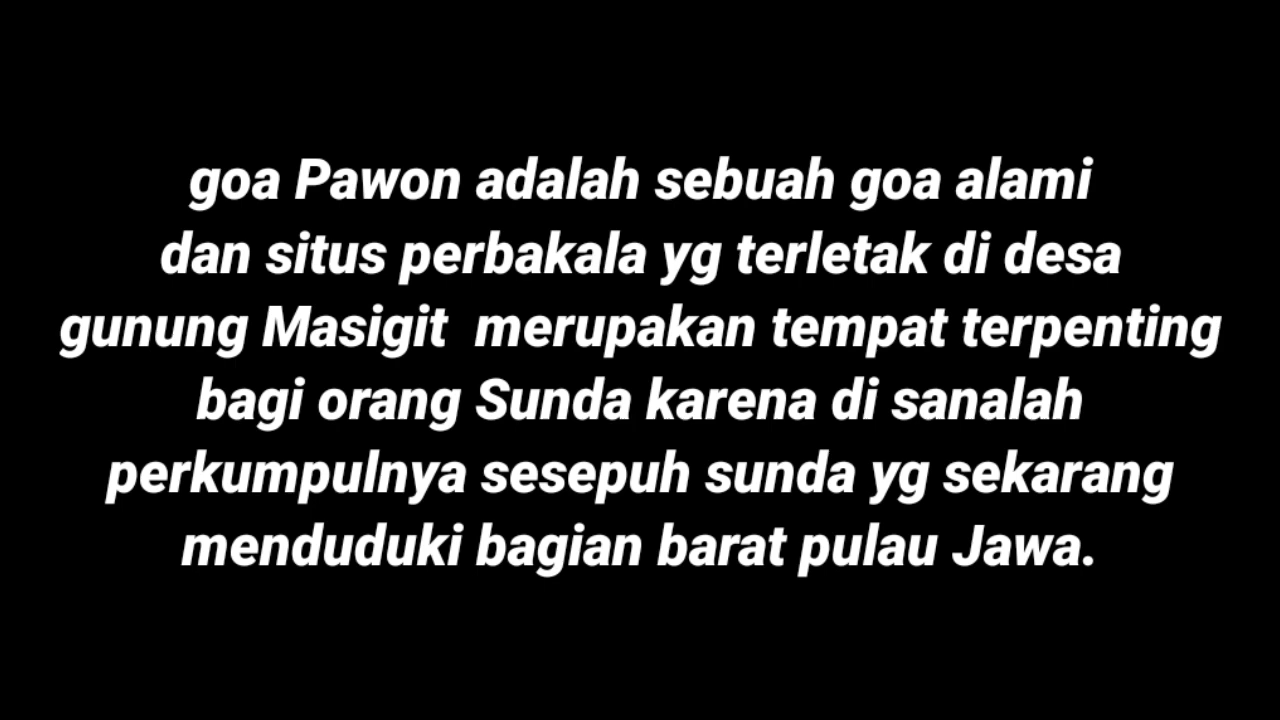 goa Pawon adalah sebuah goa alami
dan situs perbakala yg terletak di desa
gunung Masigit  merupakan tempat terpenting
bagi orang Sunda karena di sanalah
perkumpulnya sesepuh sunda yg sekarang
menduduki bagian barat pulau Jawa.